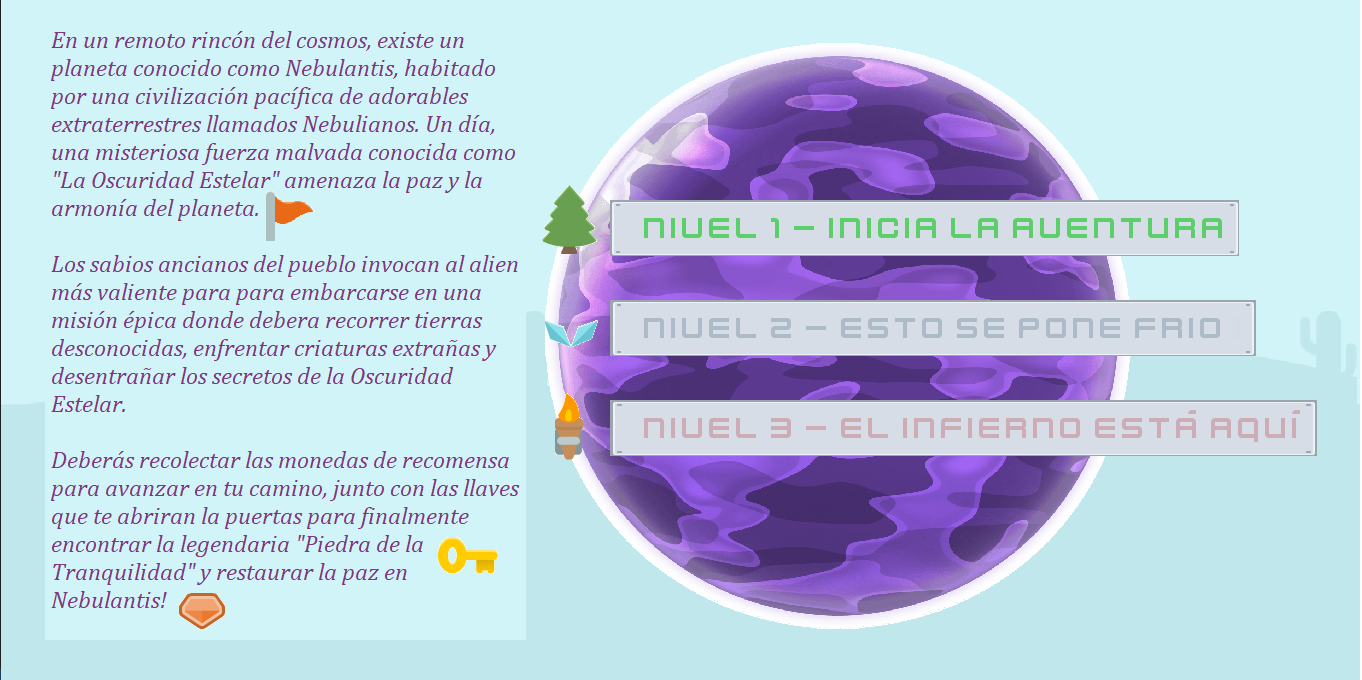 En un remoto rincón del cosmos, existe un
planeta conocido como Nebulantis, habitado
por una civilización pacífica de adorables
extraterrestres llamados Nebulianos. Un día,
una misteriosa fuerza malvada conocida como
"La Oscuridad Estelar" amenaza la paz y la
armonía del planeta.
Los sabios ancianos del pueblo invocan al alien
más valiente para para embarcarse en una
misión épica donde debera recorrer tierras
desconocidas, enfrentar criaturas extrañas y
desentrañar los secretos de la Oscuridad
Estelar.
Deberás recolectar las monedas de recomensa
para avanzar en tu camino, junto con las llaves
que te abriran la puertas para finalmente
encontrar la legendaria "Piedra de la
Tranquilidad" y restaurar la paz en
Nebulantis!
NIVEL 1 - INICIA LA AVENTURA
NIVEL 2 - ESTO SE PONE FRIO
NIVEL 3 - EL INFIERNO ESTÁ AQUÍ